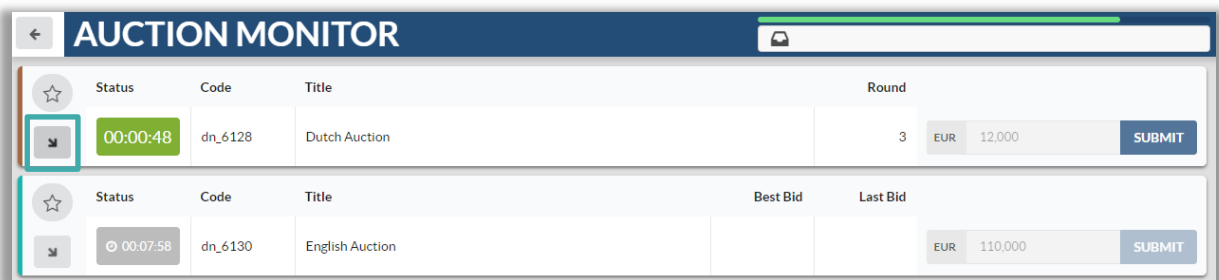 AUCTION MONITOR
Status Code Title Round
00:00:48 dn_6128 Dutch Auction 3 EUR 12,000 SUBMIT
Status Code Title Best Bid Last Bid
00:07:58 dn_6130 English Auction EUR 110,000 SUBMIT